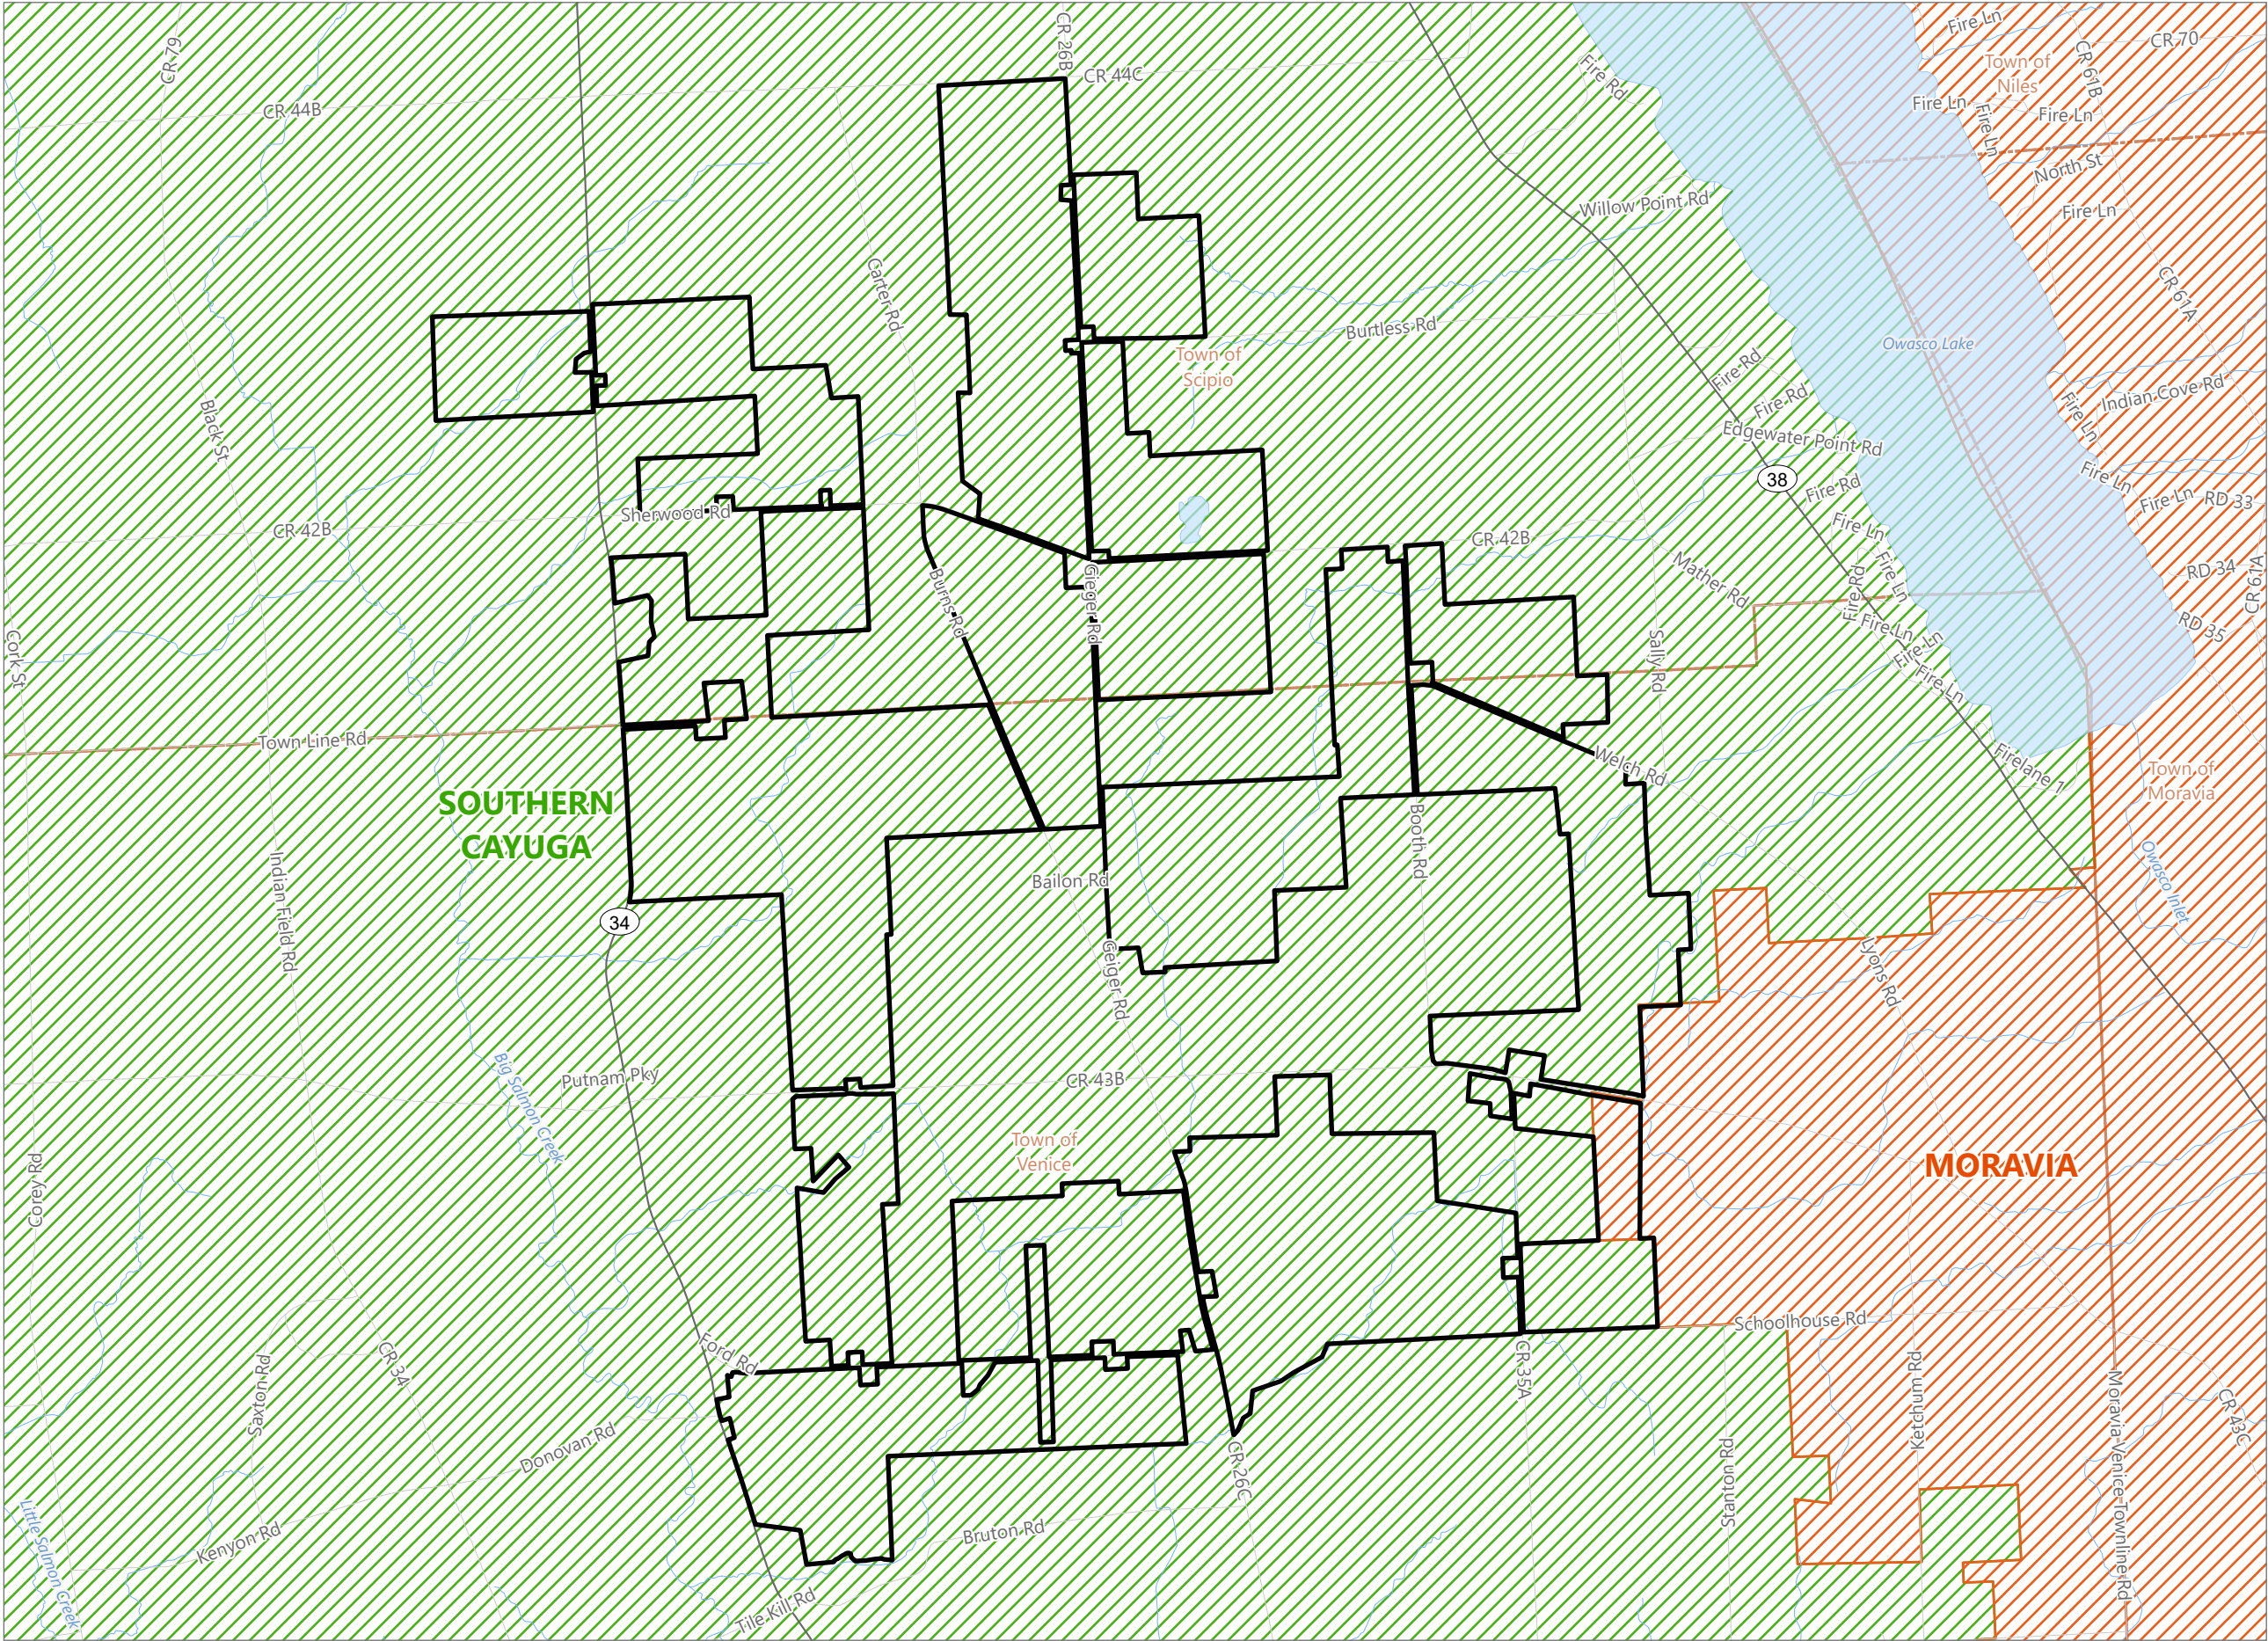 CR 79
CR 26B
CR 44C
CR 44B
Fire Rd
Fire Ln
CR 70
CR 61B
Town of
Niles
Fire Ln
Fire Ln
Fire Ln
North St
Willow Point Rd
Fire Ln
Carter Rd
CR 61A
Burtless Rd
Town of
Scipio
Owasco Lake
Fire Rd
Fire Rd
Indian Cove Rd
Fire Ln
Black St
Edgewater Point Rd
38
Fire Rd
Fire Ln
Fire Ln
RD 33
Sherwood Rd
CR 42B
CR 42B
Fire Ln
Fire Ln
Mather Rd
Fire Rd
RD 34
CR 61A
Burns Rd
Gieger Rd
Cork St
Sally Rd
Fire Ln
Fire Ln
RD 35
Fire Ln
Town Line Rd
Welch Rd
Firelane 7
Town of
Moravia
SOUTHERN
CAYUGA
Booth Rd
Owasco Inlet
Bailon Rd
Indian Field Rd
34
Geiger Rd
Lyons Rd
Big Salmon Creek
Putnam Pky
CR 43B
Town of
Venice
MORAVIA
Corey Rd
Schoolhouse Rd
Ford Rd
CR 34
CR 35A
Saxton Rd
Ketchum Rd
Moravia-Venice Townline Rd
CR 43C
Donovan Rd
CR 26C
Stanton Rd
Little Salmon Creek
Kenyon Rd
Bruton Rd
Tile Kill Rd